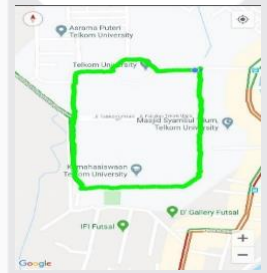 Asrama Puteri
Telkom University
Telkom University
Masjid Syamsul Ulum,
Telkom University
Kemahasiswaan
Telkom University
D' Gallery Futsal
IFI Futsal
+
−
Google